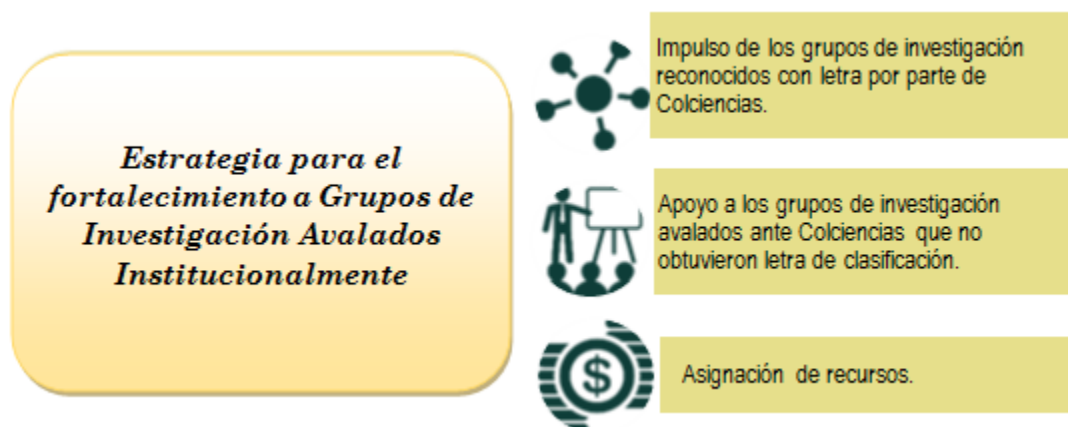 Estrategia para el
fortalecimiento a Grupos de
Investigación Avalados
Institucionalmente
Impulso de los grupos de investigación
reconocidos con letra por parte de
Colciencias.
Apoyo a los grupos de investigación
avalados ante Colciencias que no
obtuvieron letra de clasificación.
$
Asignación de recursos.